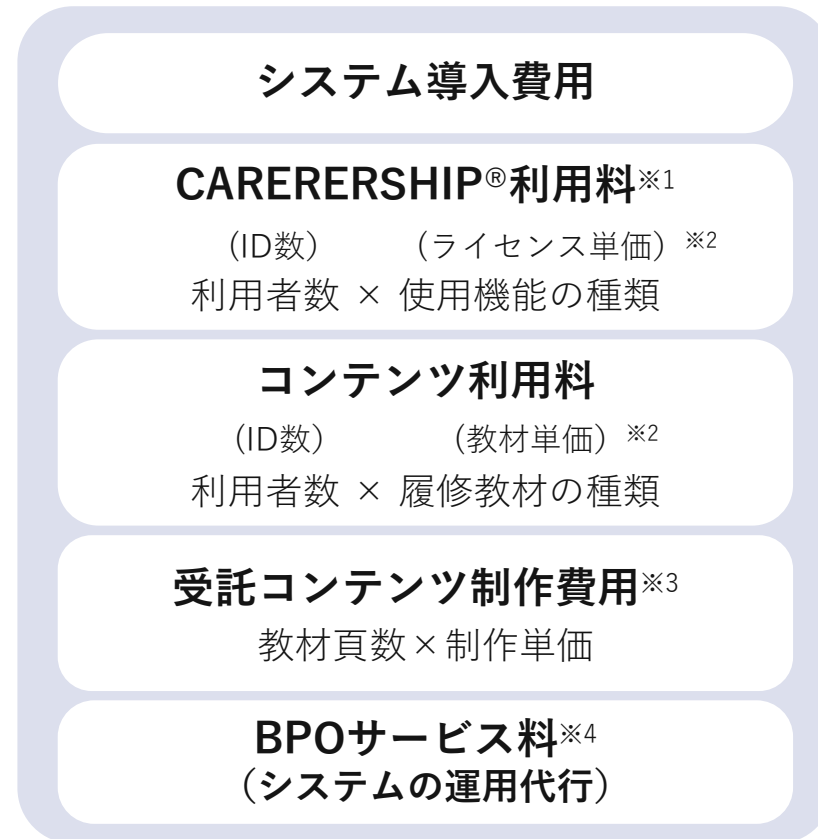 システム導入費用
CARERERSHIP®利用料※1
（ID数）　（ライセンス単価）※2
利用者数 × 使用機能の種類
コンテンツ利用料
（ID数）　（教材単価）※2
利用者数 × 履修教材の種類
受託コンテンツ制作費用※3
教材頁数×制作単価
BPOサービス料※4
（システムの運用代行）